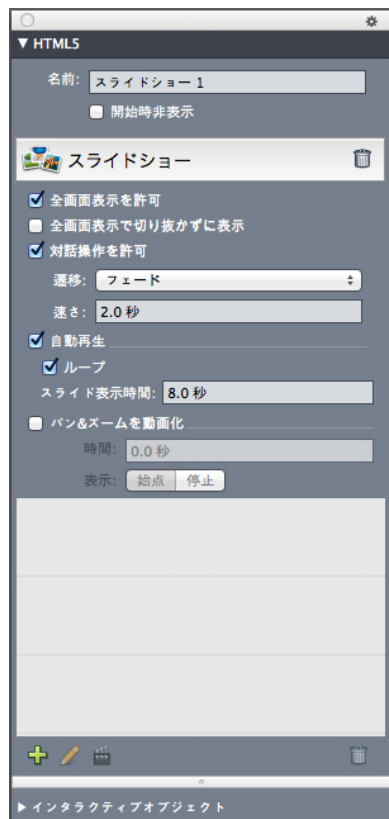 ▼ HTML5
名前: スライドショー 1
開始時非表示
スライドショー
全画面表示を許可
全画面表示で切り抜かずに表示
対話操作を許可
遷移: フェード
速さ: 2.0 秒
自動再生
ループ
スライド表示時間: 8.0 秒
パン&ズームを動画化
時間: 0.0 秒
表示: 始点 停止
▶ インタラクティブオブジェクト